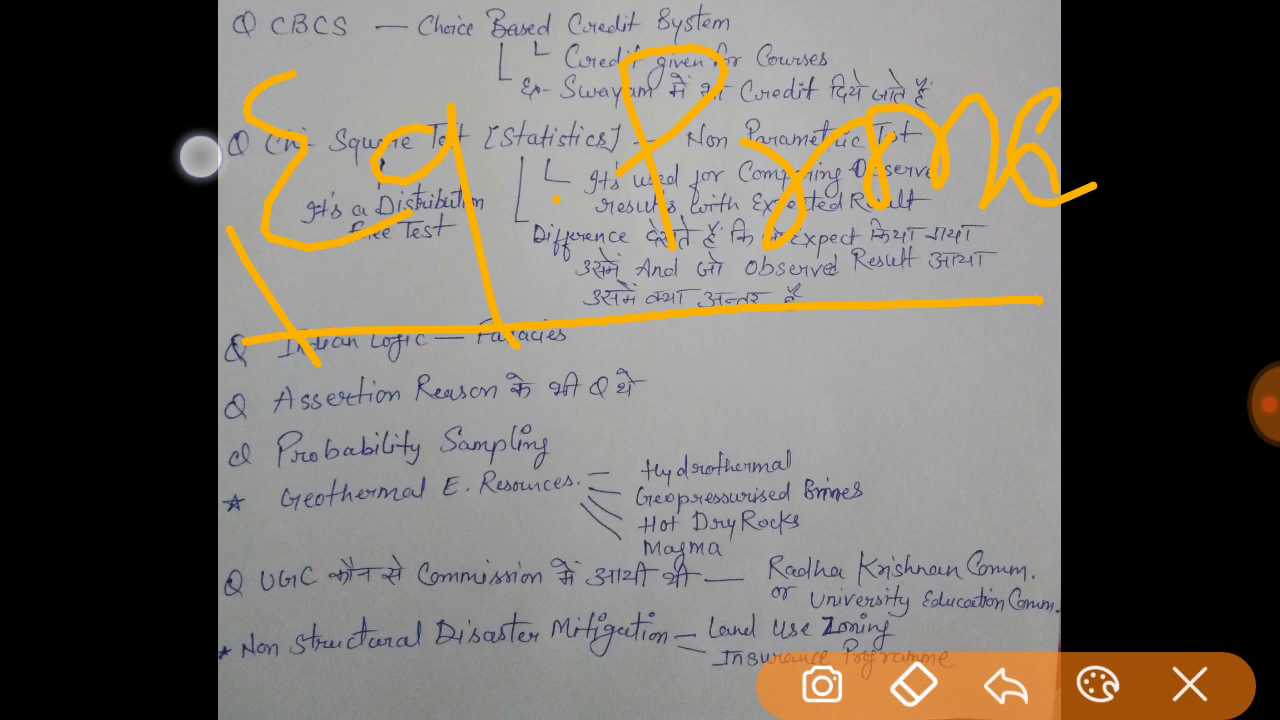 Q CBCS — Choice Based Credit System
Credit given for Courses
Ex- Swayam में भी Credit दिये जाते हैं
Q Chi Square Test [Statistics] — Non Parametric Test
It's used for Comparing Observed
results with Expected Result
It's a Distribution
free Test
Difference देखते हैं कि जो Expect किया गया
उसमें And जो Observed Result आया
उसमें क्या अन्तर है
Q Indian Logic — Fallacies
Q Assertion Reason के भी Q थे
Q Probability Sampling
★ Geothermal E. Resources. — Hydrothermal
Geopressurised Brines
Hot Dry Rocks
Magma
Q UGC कौन से Commission में आयी थी — Radha Krishnan Comm.
or University Education Comm.
★ Non Structural Disaster Mitigation — Land Use Zoning
Insurance Programme